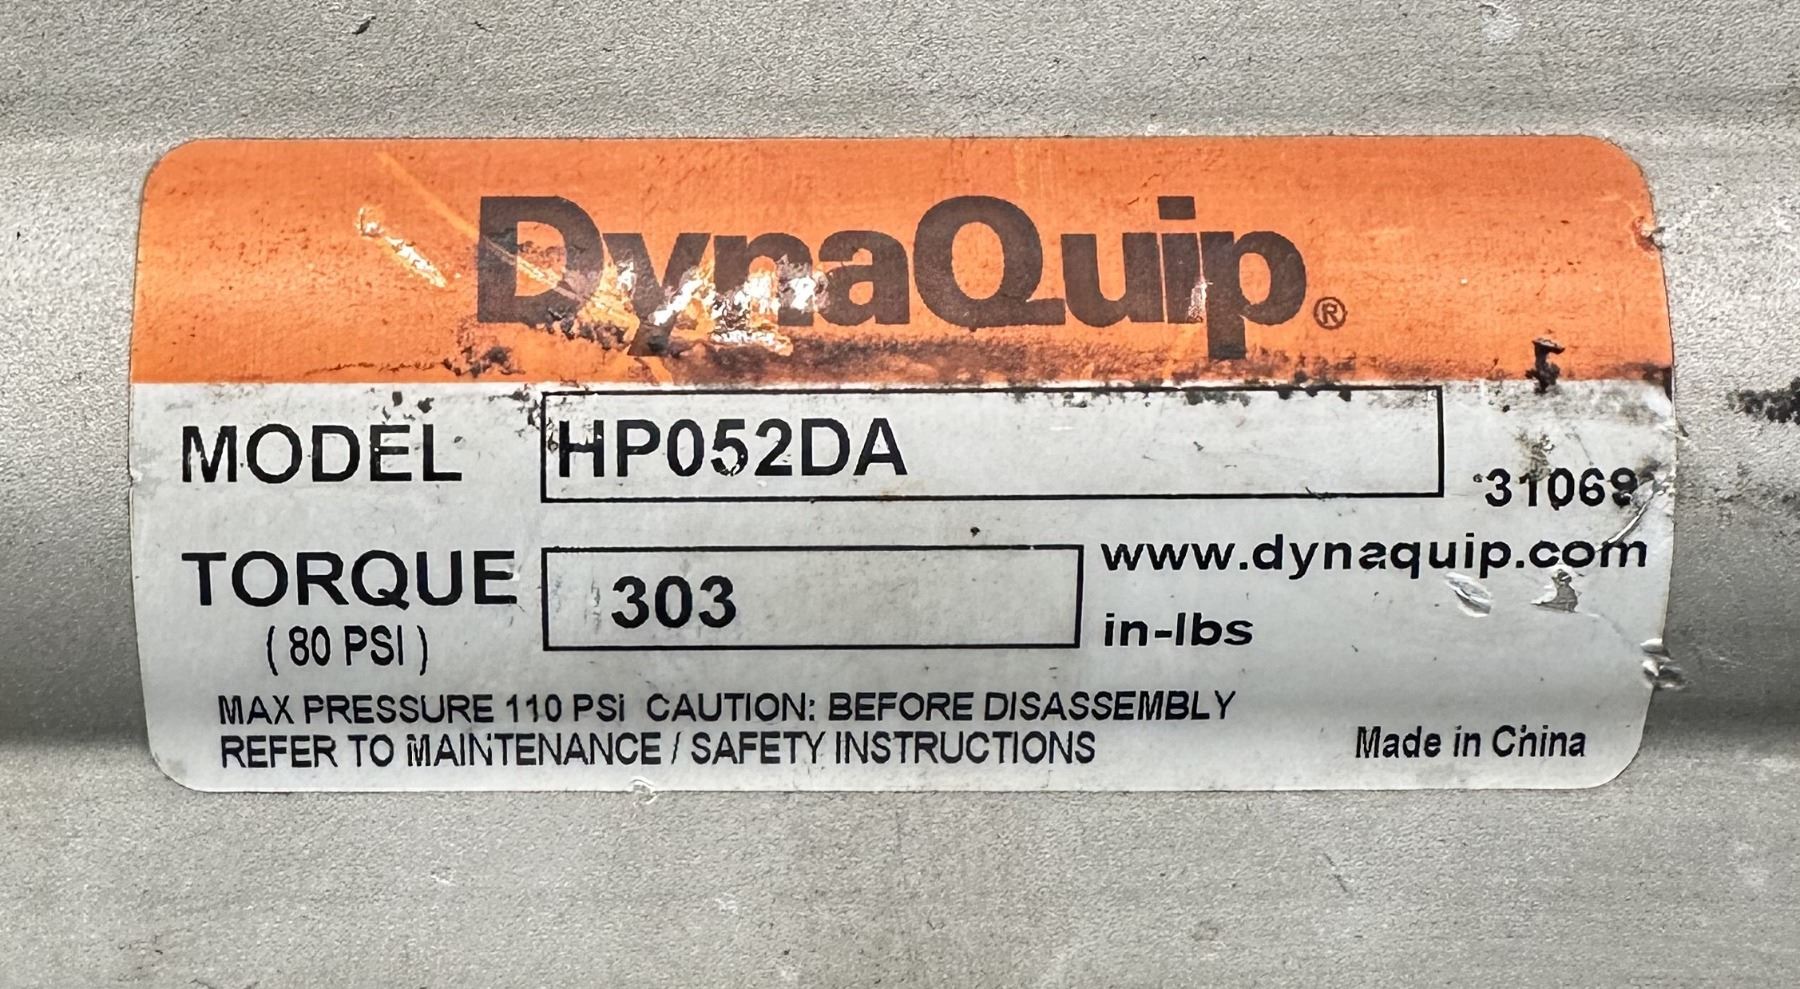 DynaQuip®
MODEL HP052DA
TORQUE 303
www.dynaquip.com
(80 PSI)
in-lbs
MAX PRESSURE 110 PSI CAUTION: BEFORE DISASSEMBLY
REFER TO MAINTENANCE / SAFETY INSTRUCTIONS
Made in China